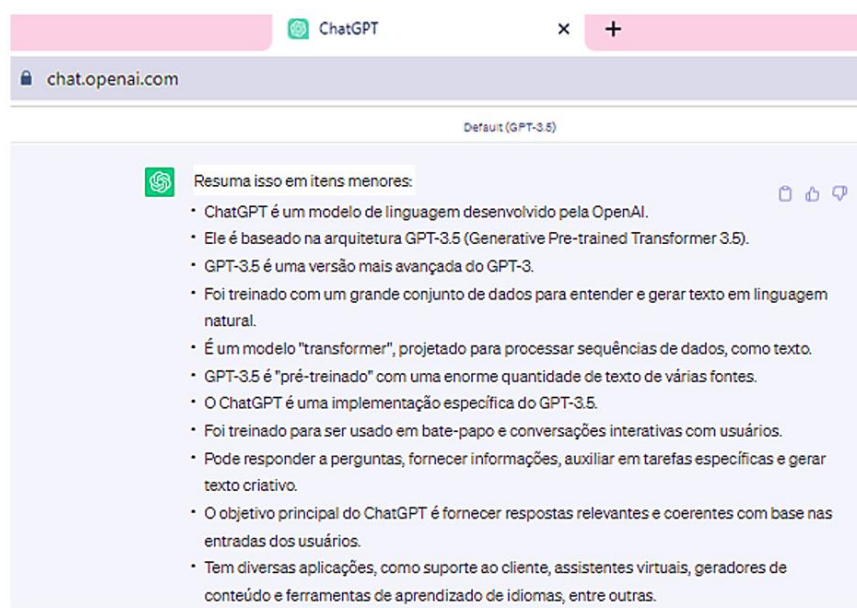 ChatGPT
chat.openai.com
Default (GPT-3.5)
Resuma isso em itens menores:
• ChatGPT é um modelo de linguagem desenvolvido pela OpenAI.
• Ele é baseado na arquitetura GPT-3.5 (Generative Pre-trained Transformer 3.5).
• GPT-3.5 é uma versão mais avançada do GPT-3.
• Foi treinado com um grande conjunto de dados para entender e gerar texto em linguagem
natural.
• É um modelo "transformer", projetado para processar sequências de dados, como texto.
• GPT-3.5 é "pré-treinado" com uma enorme quantidade de texto de várias fontes.
• O ChatGPT é uma implementação específica do GPT-3.5.
• Foi treinado para ser usado em bate-papo e conversações interativas com usuários.
• Pode responder a perguntas, fornecer informações, auxiliar em tarefas específicas e gerar
texto criativo.
• O objetivo principal do ChatGPT é fornecer respostas relevantes e coerentes com base nas
entradas dos usuários.
• Tem diversas aplicações, como suporte ao cliente, assistentes virtuais, geradores de
conteúdo e ferramentas de aprendizado de idiomas, entre outras.